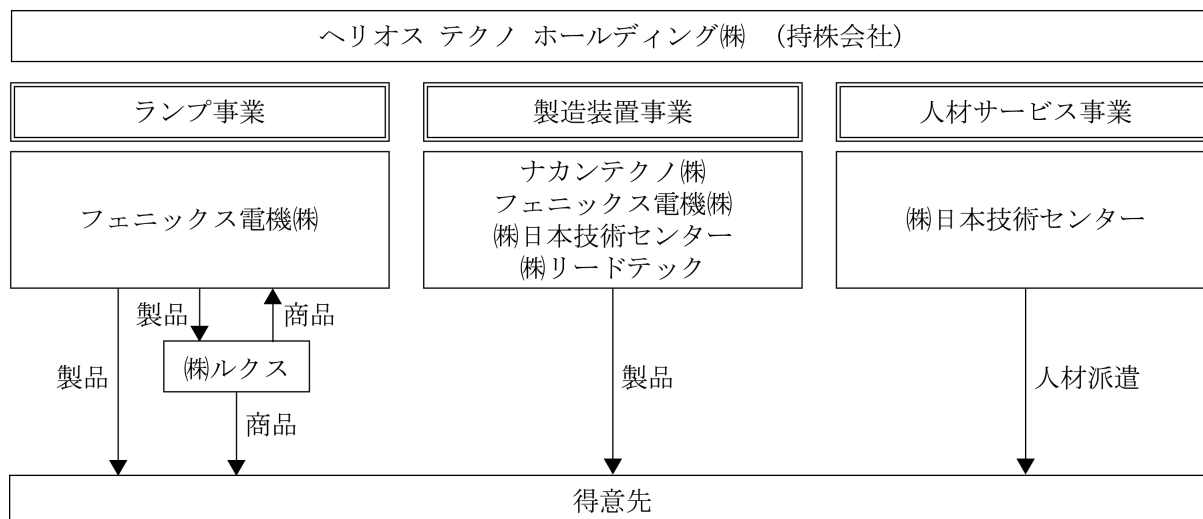 ヘリオス テクノ ホールディング㈱ （持株会社）
ランプ事業
製造装置事業
人材サービス事業
フェニックス電機㈱
ナカンテクノ㈱
フェニックス電機㈱
㈱日本技術センター
㈱リードテック
㈱日本技術センター
製品
商品
㈱ルクス
製品
商品
製品
人材派遣
得意先